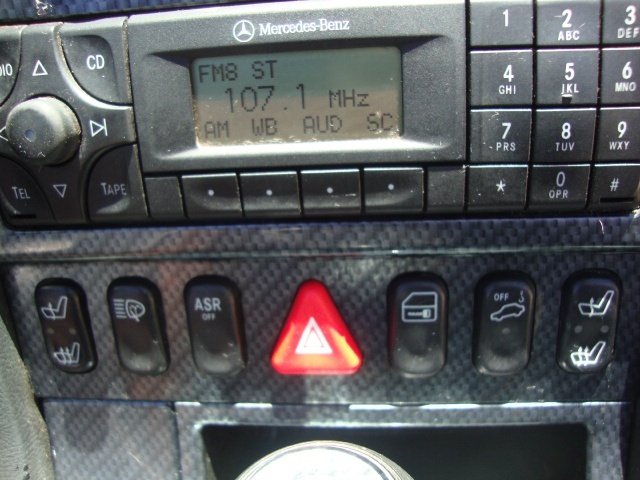 Mercedes-Benz
CD
TEL
TAPE
FM8 ST
107.1 MHz
AM WB AUD SC
1
2 ABC
3 DEF
4 GHI
5 JKL
6 MNO
7 PRS
8 TUV
9 WXY
*
0 OPR
#
ASR
OFF
OFF